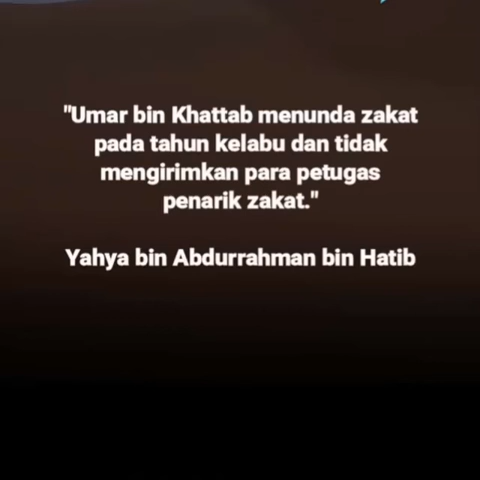 "Umar bin Khattab menunda zakat
pada tahun kelabu dan tidak
mengirimkan para petugas
penarik zakat."
Yahya bin Abdurrahman bin Hatib